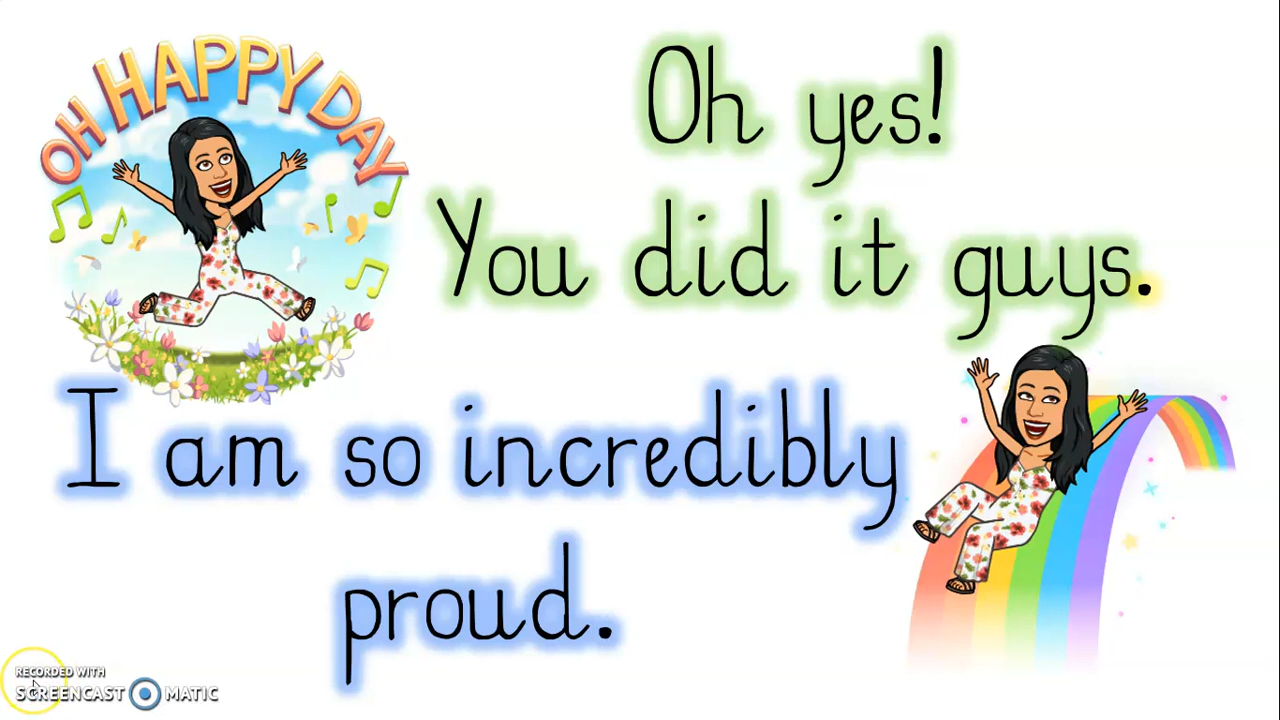 OH HAPPY DAY
Oh yes!
You did it guys.
I am so incredibly
proud.
RECORDED WITH
SCREENCAST MATIC